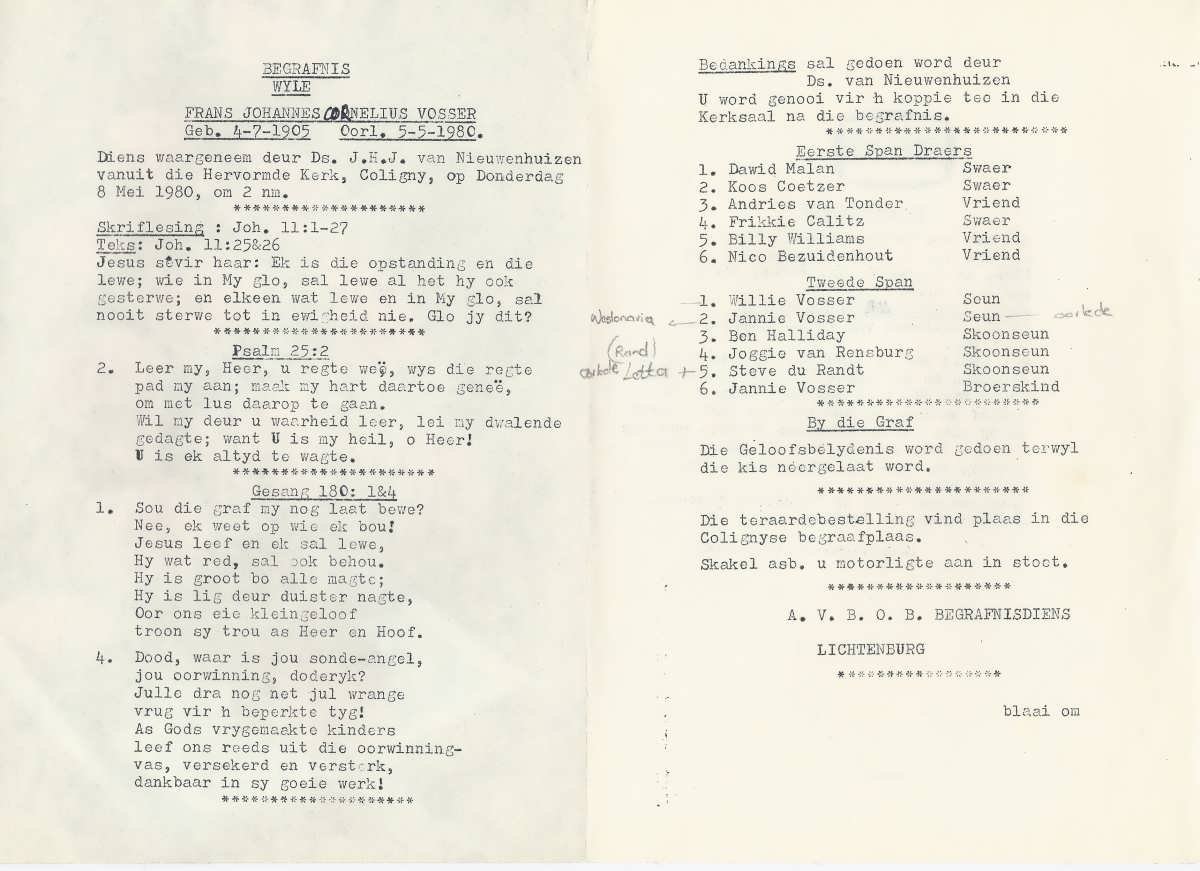 BEGRAFNIS
WYLE
FRANS JOHANNES CORNELIUS VOSSER
Geb. 4-7-1905 Oorl. 5-5-1980.
Diens waargeneem deur Ds. J.H.J. van Nieuwenhuizen
vanuit die Hervormde Kerk, Coligny, op Donderdag
8 Mei 1980, om 2 nm.
********************
Skriflesing : Joh. 11:1-27
Teks: Joh. 11:25&26
Jesus sê vir haar: Ek is die opstanding en die
lewe; wie in My glo, sal lewe al het hy ook
gesterwe; en elkeen wat lewe en in My glo, sal
nooit sterwe tot in ewigheid nie. Glo jy dit?
**********************
Psalm 25:2
2. Leer my, Heer, u regte weë, wys die regte
pad my aan; maak my hart daartoe geneë,
om met lus daarop te gaan.
Wil my deur u waarheid leer, lei my dwalende
gedagte; want U is my heil, o Heer!
U is ek altyd te wagte.
*********************
Gesang 180: 1&4
1. Sou die graf my nog laat bewe?
Nee, ek weet op wie ek bou!
Jesus leef en ek sal lewe,
Hy wat red, sal ook behou.
Hy is groot bo alle magte;
Hy is lig deur duister nagte,
Oor ons eie kleingeloof
troon sy trou as Heer en Hoof.
4. Dood, waar is jou sonde-angel,
jou oorwinning, doderyk?
Julle dra nog net jul wrange
vrug vir h beperkte tyg!
As Gods vrygemaakte kinders
leef ons reeds uit die oorwinning-
vas, versekerd en versterk,
dankbaar in sy goeie werk!
********************
Bedankings sal gedoen word deur
Ds. van Nieuwenhuizen
U word genooi vir h koppie tee in die
Kerksaal na die begrafnis.
*************************
Eerste Span Draers
1. Dawid Malan Swaer
2. Koos Coetzer Swaer
3. Andries van Tonder Vriend
4. Frikkie Calitz Swaer
5. Billy Williams Vriend
6. Nico Bezuidenhout Vriend
Tweede Span
1. Willie Vosser Seun
Westonaria 2. Jannie Vosser Seun
3. Ben Halliday Skoonseun
(Rand) 4. Joggie van Rensburg Skoonseun
Lotta + 5. Steve du Randt Skoonseun
6. Jannie Vosser Broerskind
***********************
By die Graf
Die Geloofsbelydenis word gedoen terwyl
die kis neergelaat word.
**********************
Die teraardebestelling vind plaas in die
Colignyse begraafplaas.
Skakel asb. u motorligte aan in stoet.
*******************
A. V. B. O. B. BEGRAFNISDIENS
LICHTENBURG
*****************
blaai om